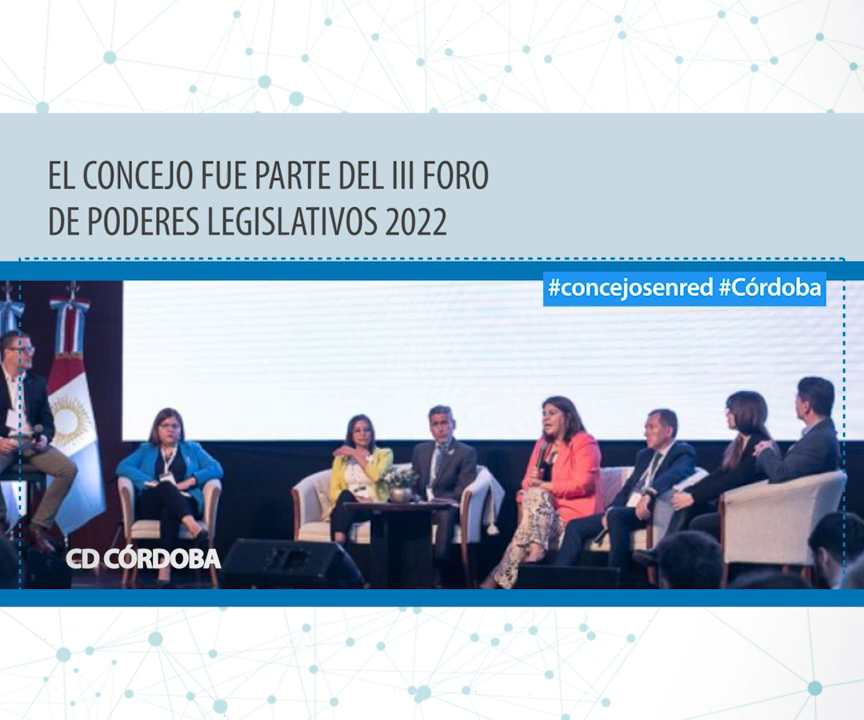 EL CONCEJO FUE PARTE DEL III FORO
DE PODERES LEGISLATIVOS 2022
#concejosenred #Córdoba
CD CÓRDOBA